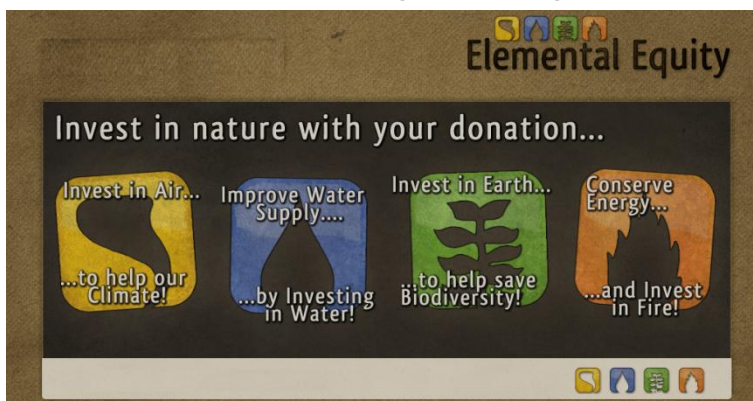 Elemental Equity
Invest in nature with your donation...
Invest in Air...
...to help our
Climate!
Improve Water
Supply....
...by Investing
in Water!
Invest in Earth...
...to help save
Biodiversity!
Conserve
Energy...
...and Invest
in Fire!